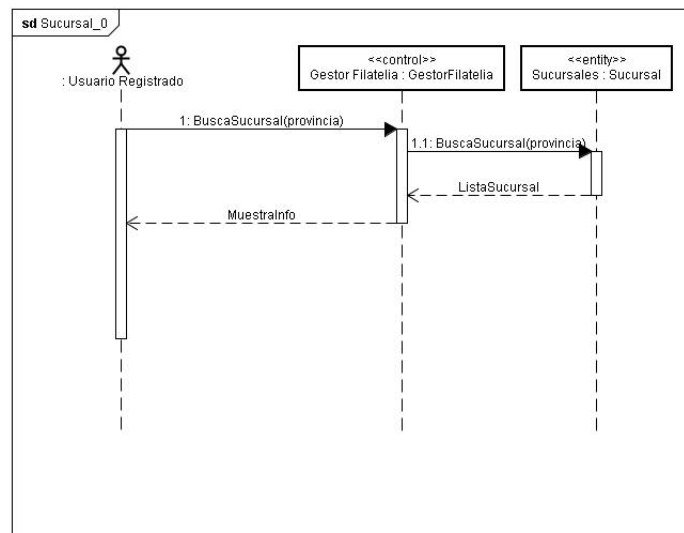 sd Sucursal_0
: Usuario Registrado
<<control>>
Gestor Filatelia : GestorFilatelia
<<entity>>
Sucursales : Sucursal
1: BuscaSucursal(provincia)
1.1: BuscaSucursal(provincia)
ListaSucursal
MuestraInfo